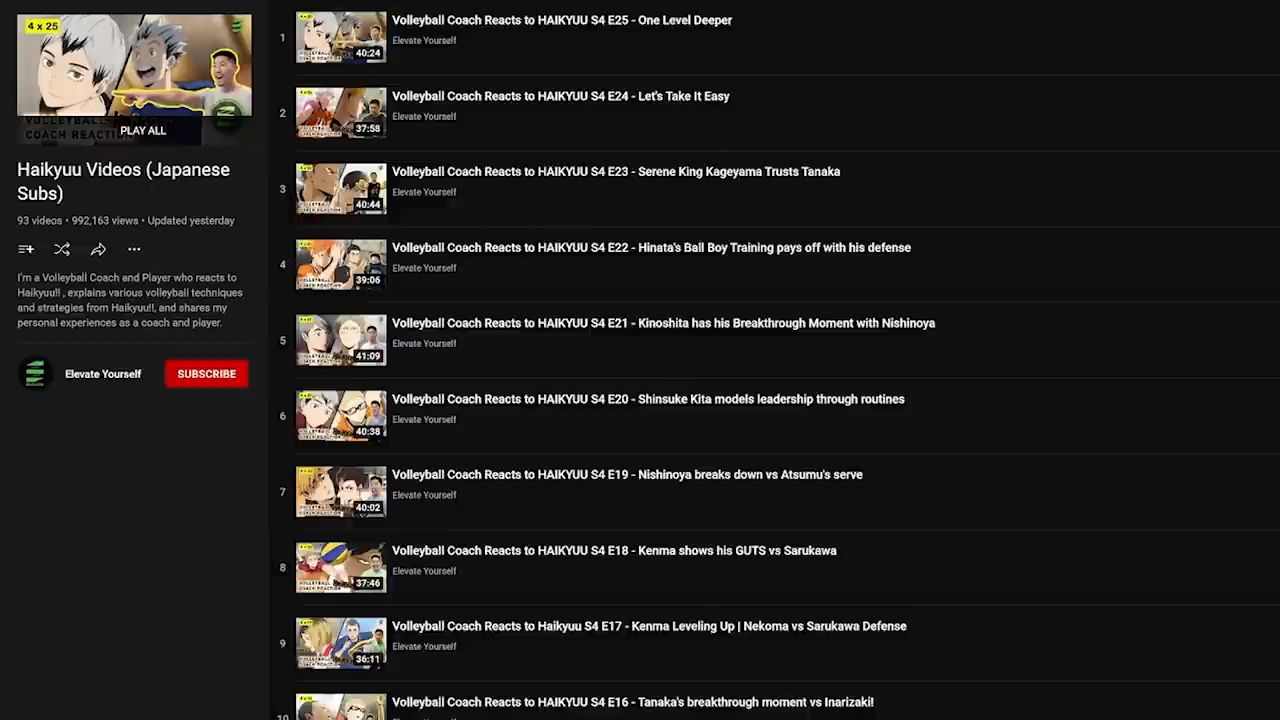 4 x 25
VOLLEYBALL
COACH REACTION
PLAY ALL
Haikyuu Videos (Japanese
Subs)
93 videos • 992,163 views • Updated yesterday
I'm a Volleyball Coach and Player who reacts to
Haikyuu!! , explains various volleyball techniques
and strategies from Haikyuu!!, and shares my
personal experiences as a coach and player.
Elevate Yourself
SUBSCRIBE
1
40:24
Volleyball Coach Reacts to HAIKYUU S4 E25 - One Level Deeper
Elevate Yourself
2
37:58
Volleyball Coach Reacts to HAIKYUU S4 E24 - Let's Take It Easy
Elevate Yourself
3
40:44
Volleyball Coach Reacts to HAIKYUU S4 E23 - Serene King Kageyama Trusts Tanaka
Elevate Yourself
4
39:06
Volleyball Coach Reacts to HAIKYUU S4 E22 - Hinata's Ball Boy Training pays off with his defense
Elevate Yourself
5
41:09
Volleyball Coach Reacts to HAIKYUU S4 E21 - Kinoshita has his Breakthrough Moment with Nishinoya
Elevate Yourself
6
40:38
Volleyball Coach Reacts to HAIKYUU S4 E20 - Shinsuke Kita models leadership through routines
Elevate Yourself
7
40:02
Volleyball Coach Reacts to HAIKYUU S4 E19 - Nishinoya breaks down vs Atsumu's serve
Elevate Yourself
8
37:46
Volleyball Coach Reacts to HAIKYUU S4 E18 - Kenma shows his GUTS vs Sarukawa
Elevate Yourself
9
36:11
Volleyball Coach Reacts to Haikyuu S4 E17 - Kenma Leveling Up | Nekoma vs Sarukawa Defense
Elevate Yourself
10
Volleyball Coach Reacts to HAIKYUU S4 E16 - Tanaka's breakthrough moment vs Inarizaki!